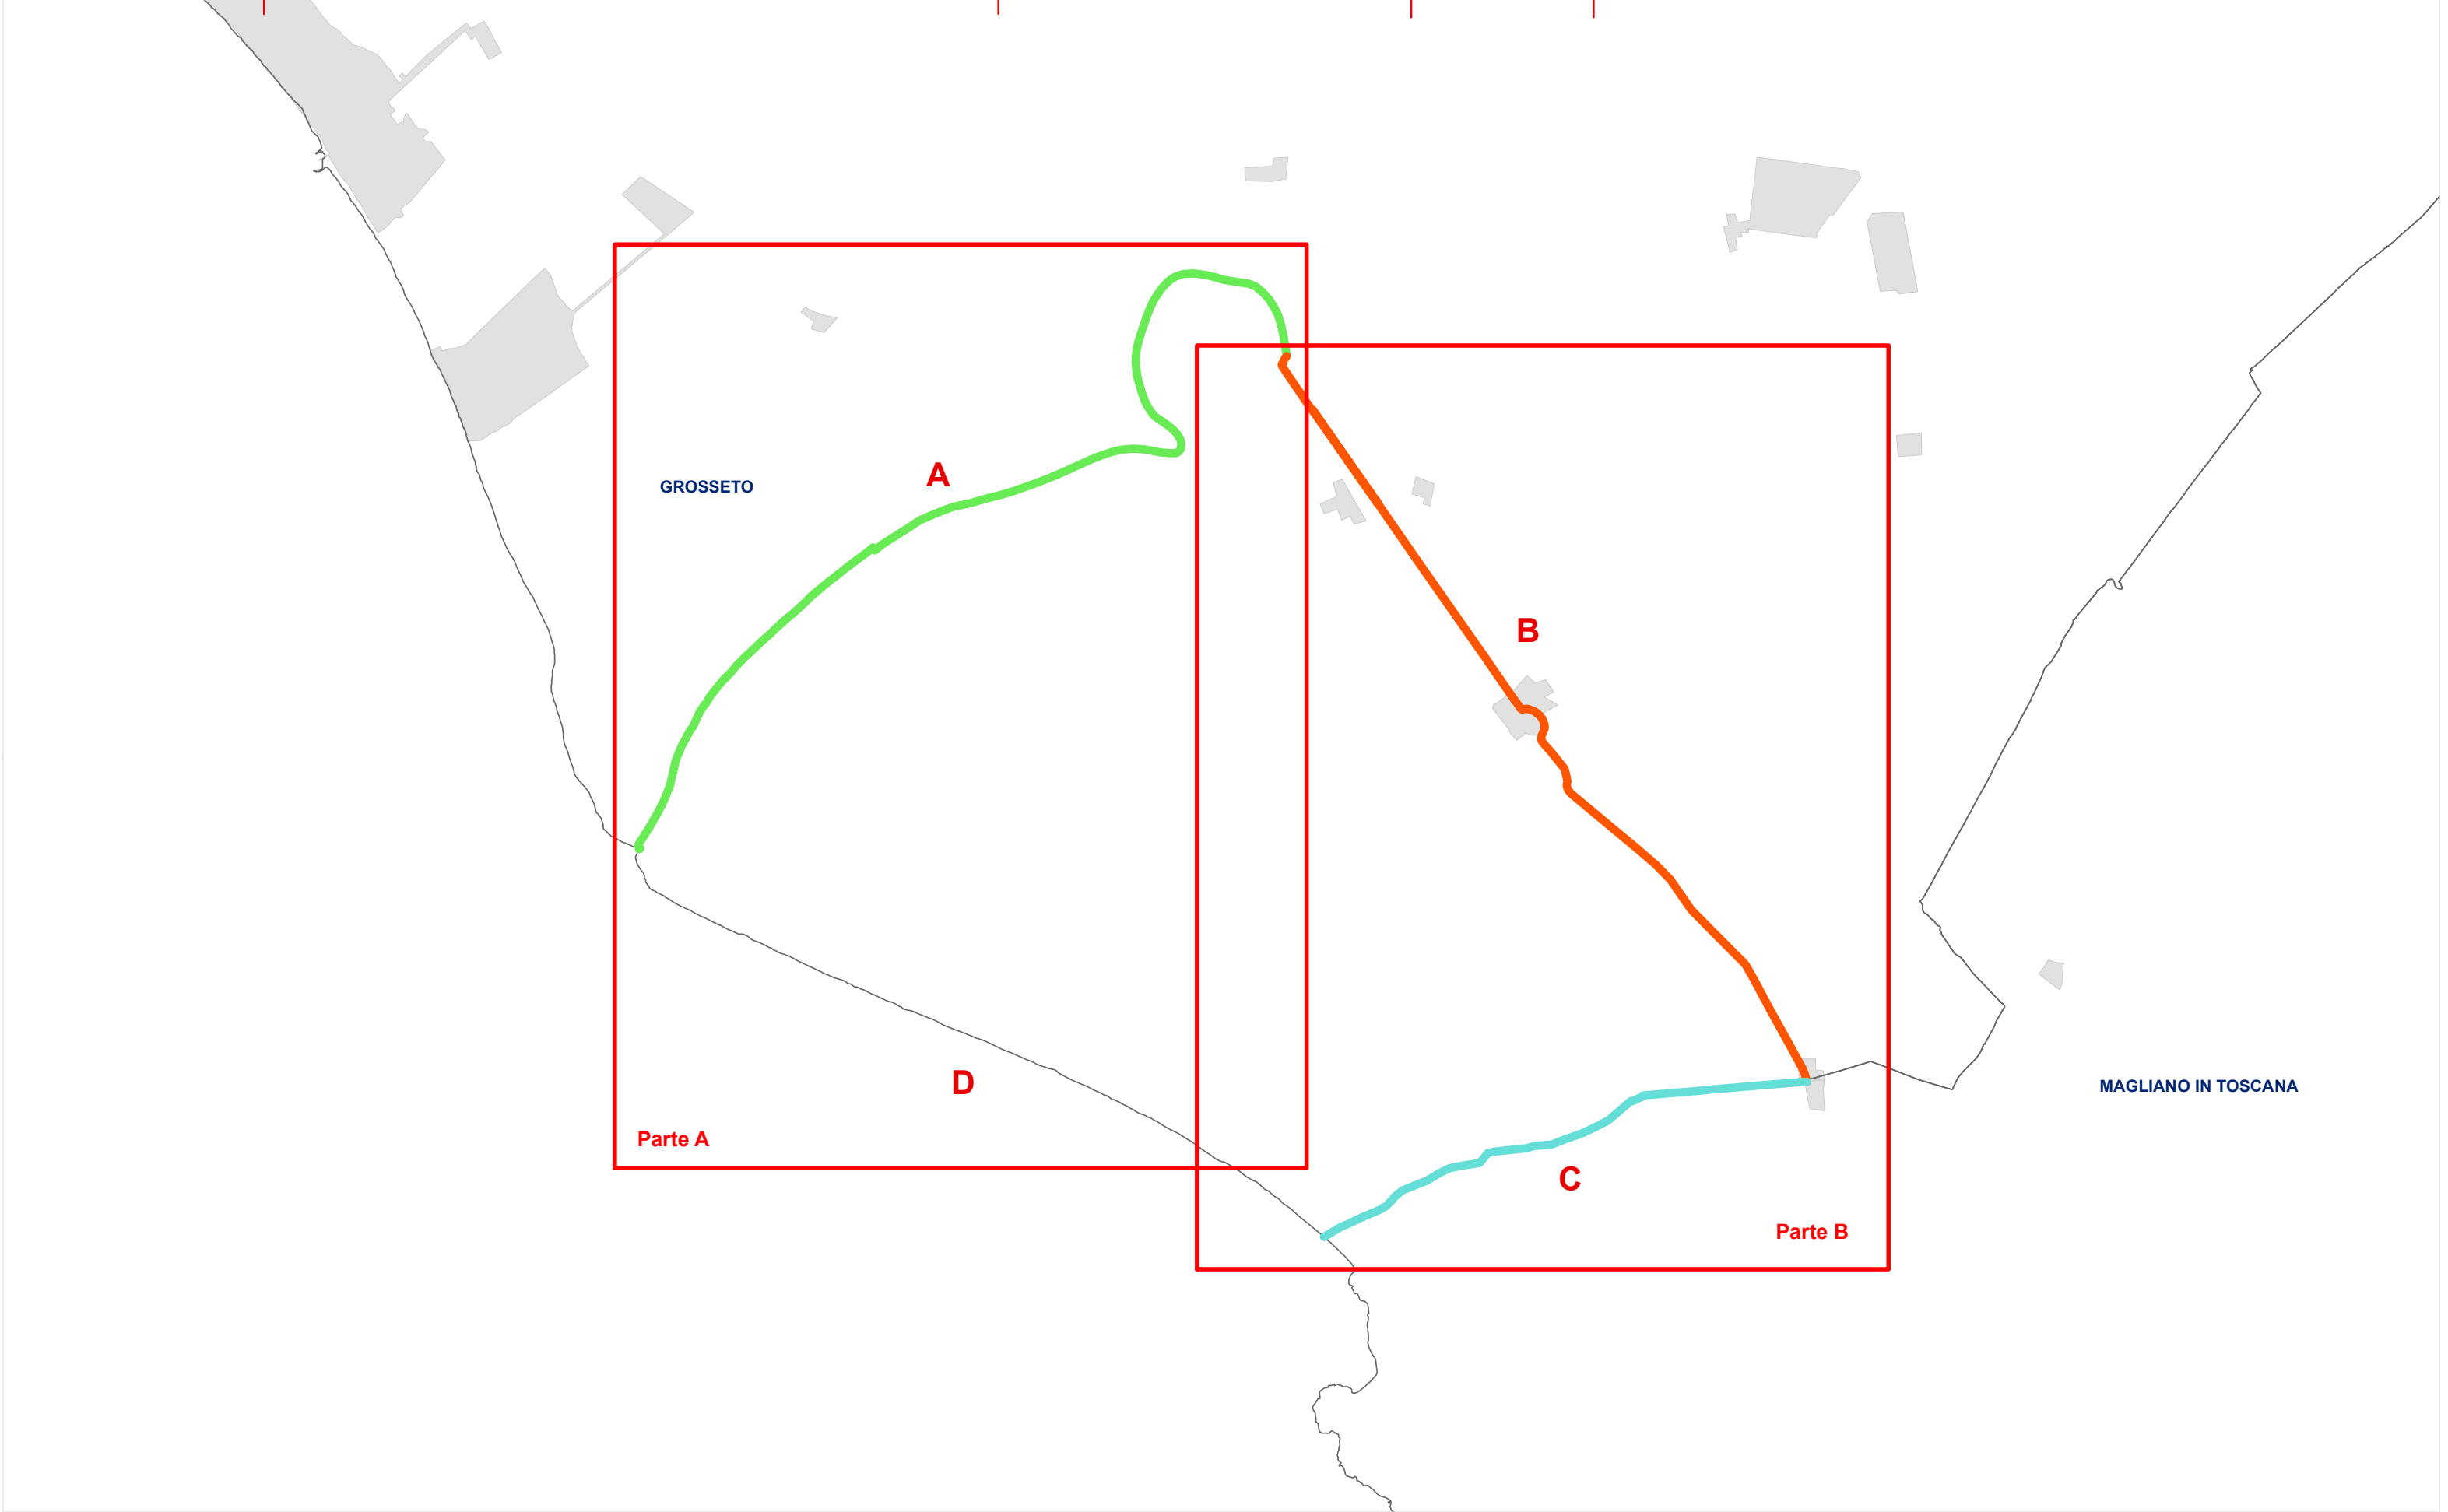 A
GROSSETO
B
D
MAGLIANO IN TOSCANA
Parte A
C
Parte B